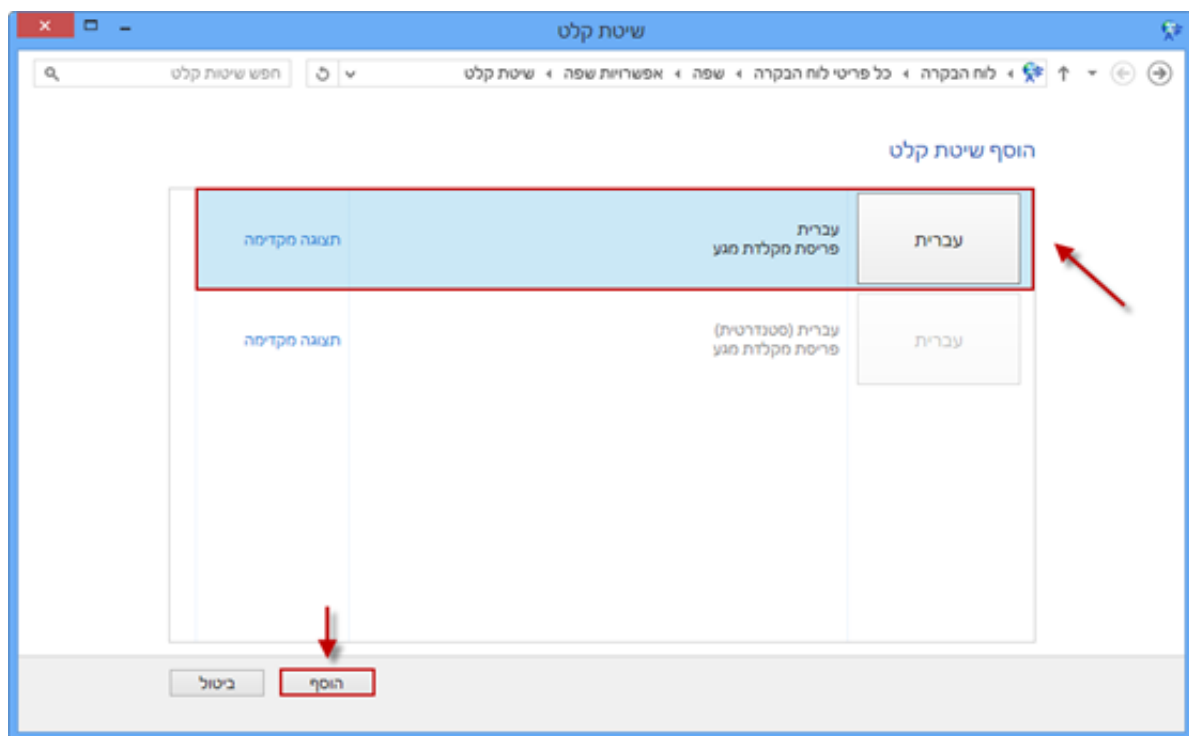 שיטת קלט
לוח הבקרה
כל פריטי לוח הבקרה
שפה
אפשרויות שפה
שיטת קלט
חפש שיטות קלט
הוסף שיטת קלט
עברית
עברית
פריסת מקלדת מגע
תצוגה מקדימה
עברית
עברית (סטנדרטית)
פריסת מקלדת מגע
תצוגה מקדימה
הוסף
ביטול